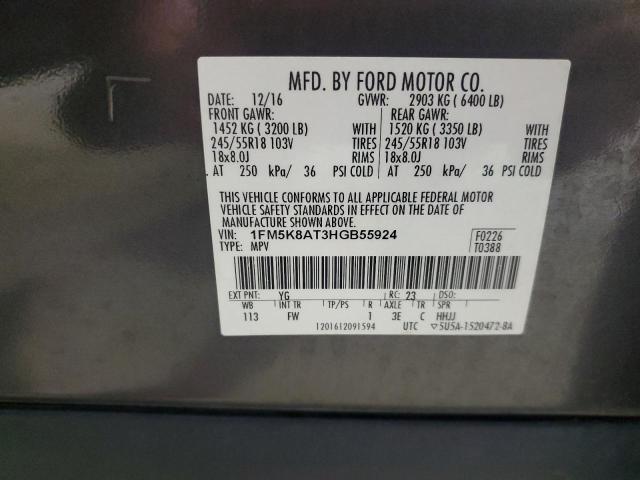 MFD. BY FORD MOTOR CO.
DATE: 12/16 GVWR: 2903 KG ( 6400 LB)
FRONT GAWR: REAR GAWR:
1452 KG ( 3200 LB) WITH 1520 KG ( 3350 LB) WITH
245/55R18 103V TIRES 245/55R18 103V TIRES
18x8.0J RIMS 18x8.0J RIMS
AT 250 kPa/ 36 PSI COLD AT 250 kPa/ 36 PSI COLD
THIS VEHICLE CONFORMS TO ALL APPLICABLE FEDERAL MOTOR
VEHICLE SAFETY STANDARDS IN EFFECT ON THE DATE OF
MANUFACTURE SHOWN ABOVE.
VIN: 1FM5K8AT3HGB55924 F0226
TYPE: MPV T0388
EXT PNT: YG RC: 23 DSO:
WB INT TR TP/PS R AXLE TR SPR
113 FW 1 3E C HHJJ
1201612091594 UTC ▽5U5A-1520472-8A